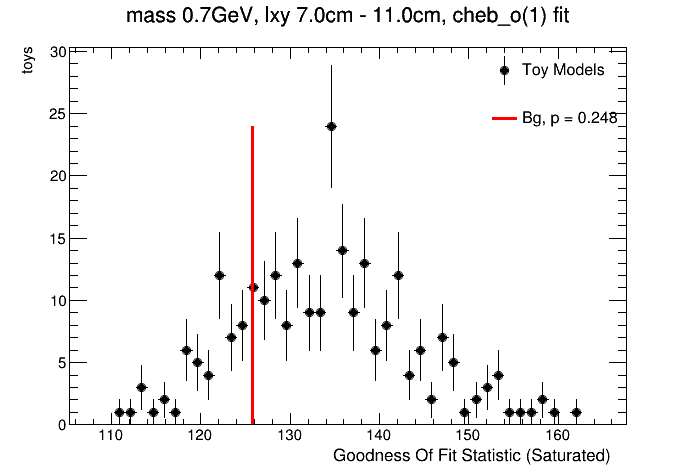 mass 0.7GeV, lxy 7.0cm - 11.0cm, cheb_o(1) fit
toys
30
25
20
15
10
5
0
Toy Models
Bg, p = 0.248
110 120 130 140 150 160
Goodness Of Fit Statistic (Saturated)